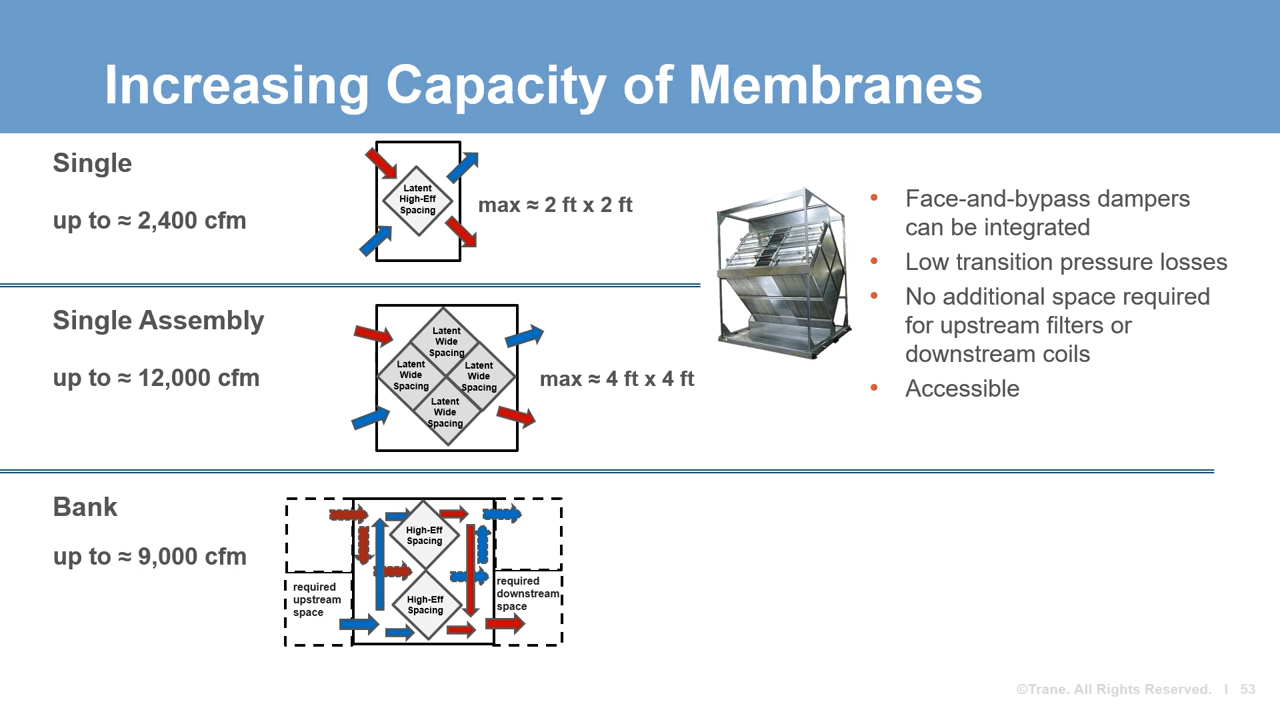 Increasing Capacity of Membranes
Single
up to ≈ 2,400 cfm
Latent
High-Eff
Spacing
max ≈ 2 ft x 2 ft
Single Assembly
up to ≈ 12,000 cfm
Latent
Wide
Spacing
Latent
Wide
Spacing
Latent
Wide
Spacing
Latent
Wide
Spacing
max ≈ 4 ft x 4 ft
• Face-and-bypass dampers
can be integrated
• Low transition pressure losses
• No additional space required
for upstream filters or
downstream coils
• Accessible
Bank
up to ≈ 9,000 cfm
High-Eff
Spacing
High-Eff
Spacing
required
upstream
space
required
downstream
space
©Trane. All Rights Reserved. I 53